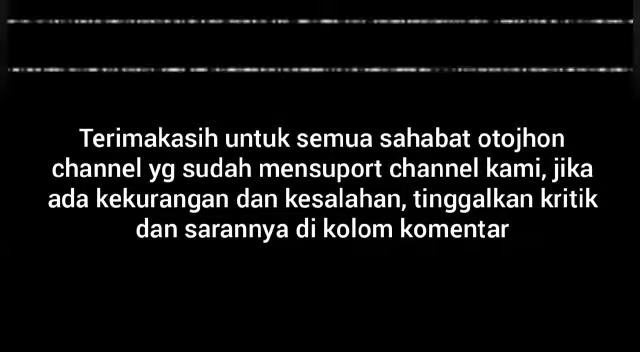 Terimakasih untuk semua sahabat otojhon
channel yg sudah mensuport channel kami, jika
ada kekurangan dan kesalahan, tinggalkan kritik
dan sarannya di kolom komentar